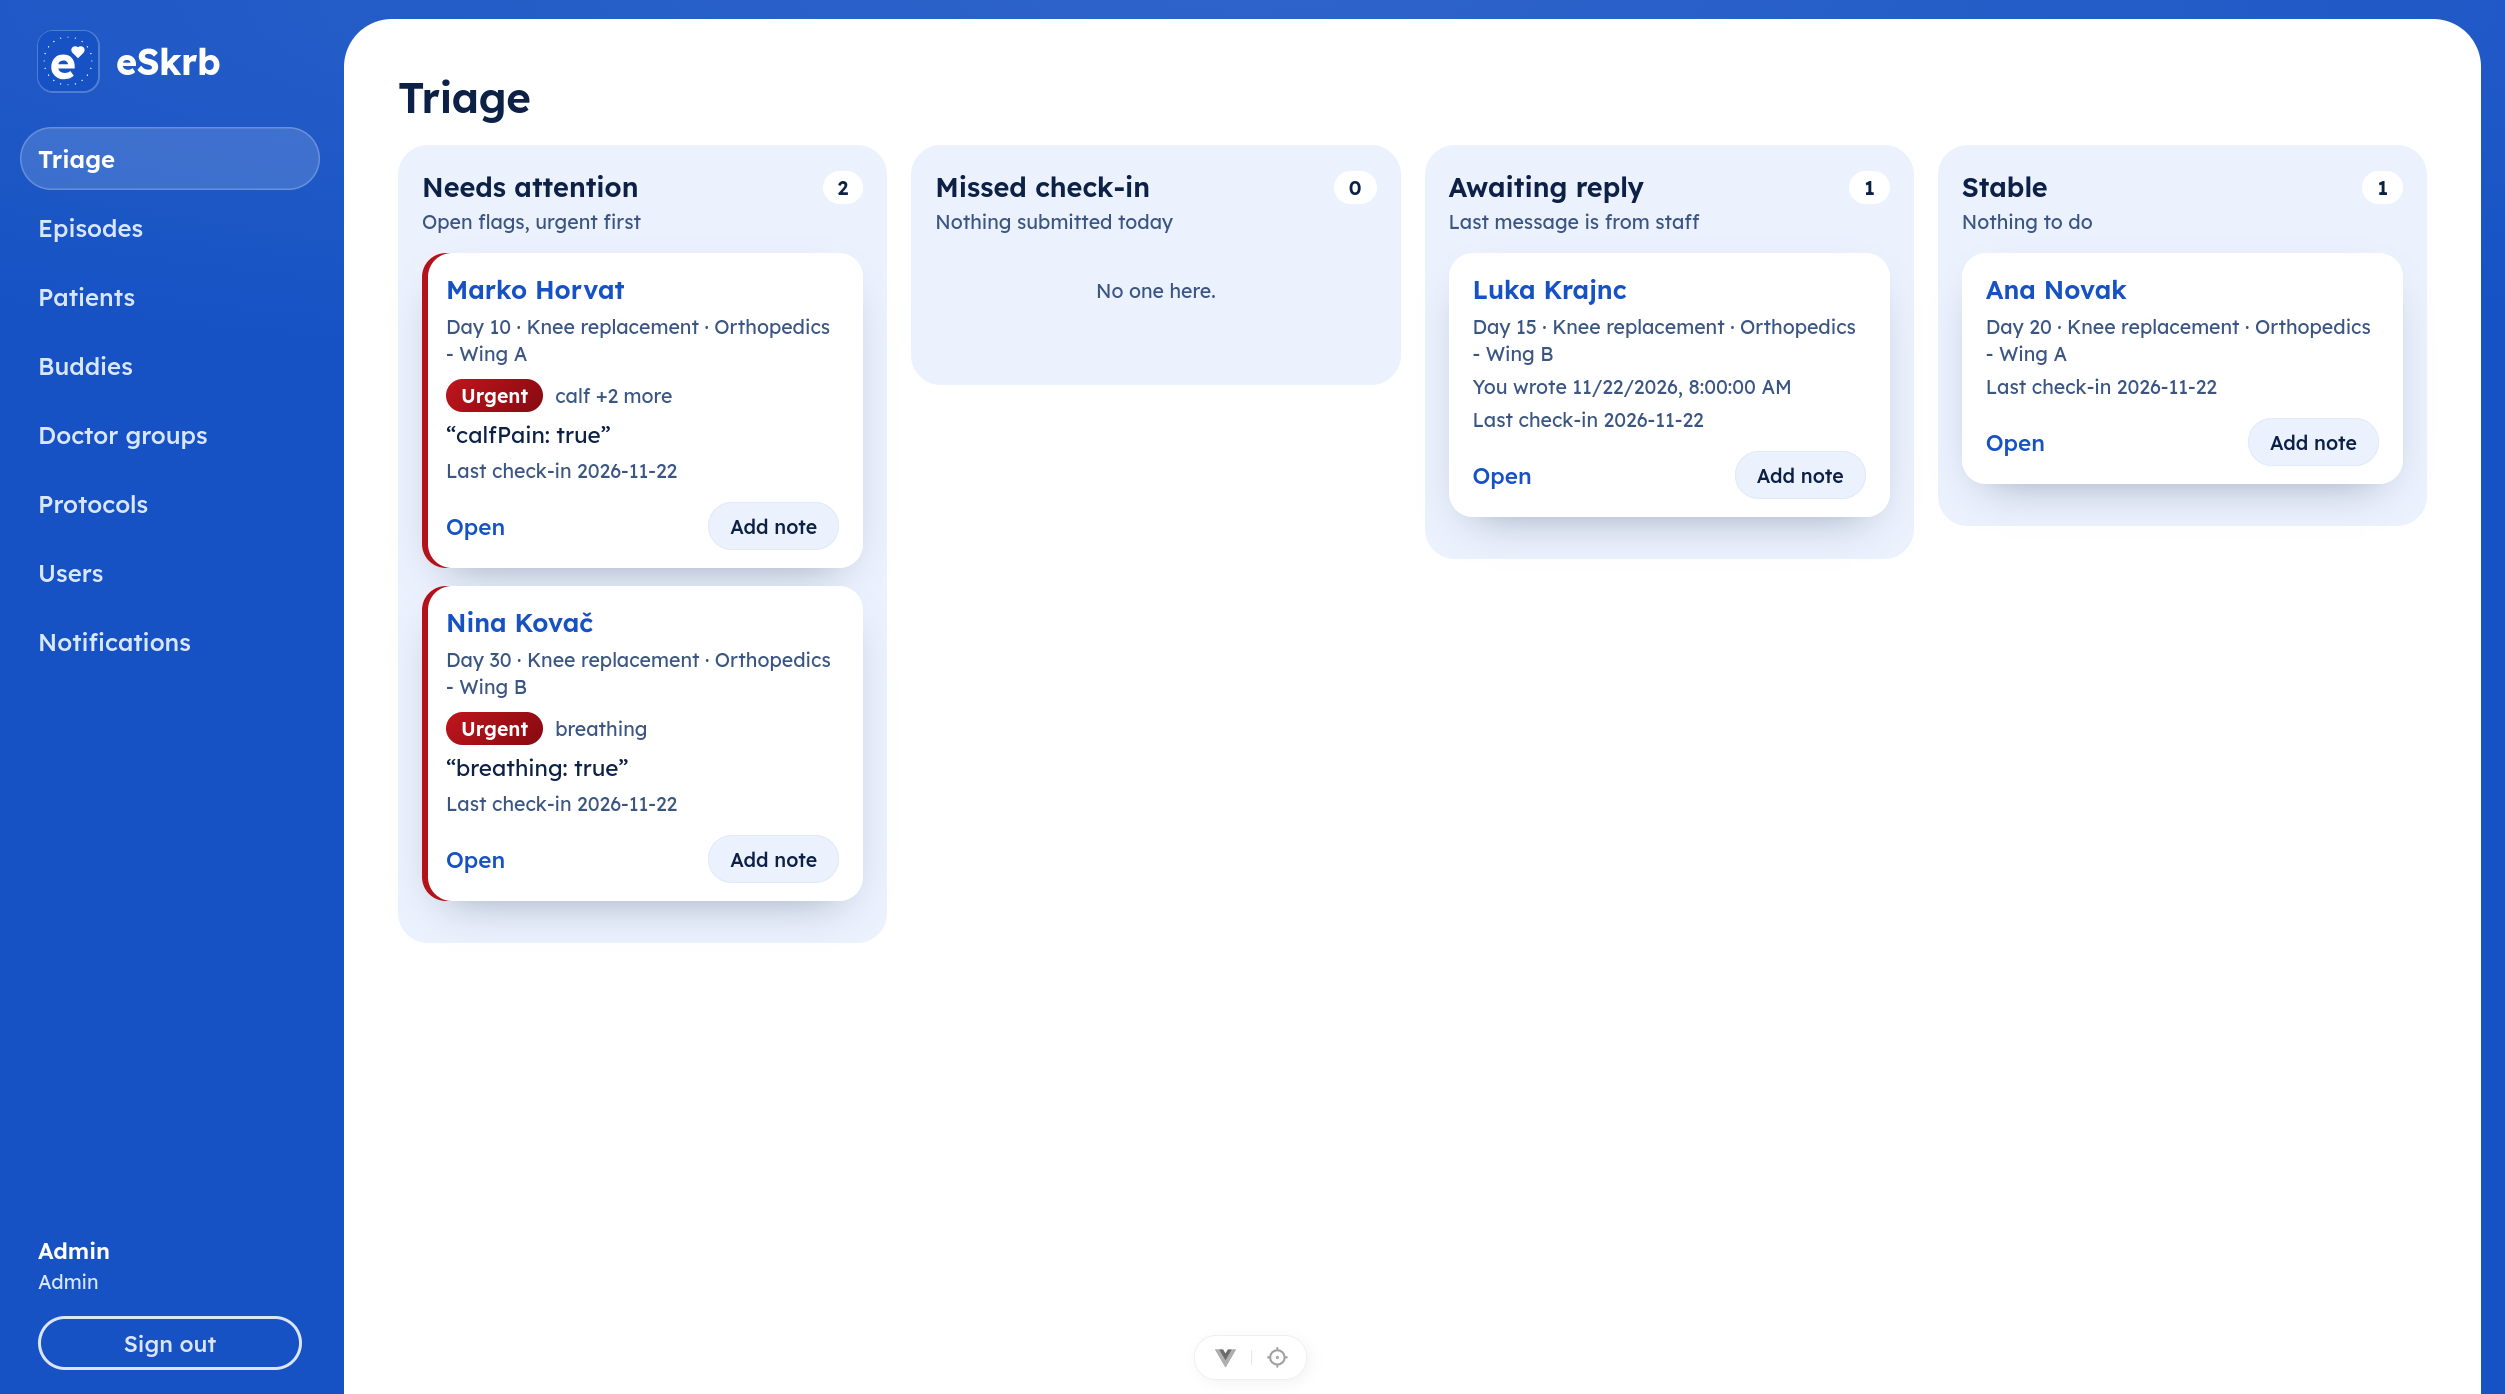 eSkrb
Triage
Episodes
Patients
Buddies
Doctor groups
Protocols
Users
Notifications
Admin
Admin
Sign out
Triage
Needs attention 2
Open flags, urgent first
Marko Horvat
Day 10 · Knee replacement · Orthopedics
- Wing A
Urgent calf +2 more
“calfPain: true”
Last check-in 2026-11-22
Open Add note
Nina Kovač
Day 30 · Knee replacement · Orthopedics
- Wing B
Urgent breathing
“breathing: true”
Last check-in 2026-11-22
Open Add note
Missed check-in 0
Nothing submitted today
No one here.
Awaiting reply 1
Last message is from staff
Luka Krajnc
Day 15 · Knee replacement · Orthopedics
- Wing B
You wrote 11/22/2026, 8:00:00 AM
Last check-in 2026-11-22
Open Add note
Stable 1
Nothing to do
Ana Novak
Day 20 · Knee replacement · Orthopedics
- Wing A
Last check-in 2026-11-22
Open Add note